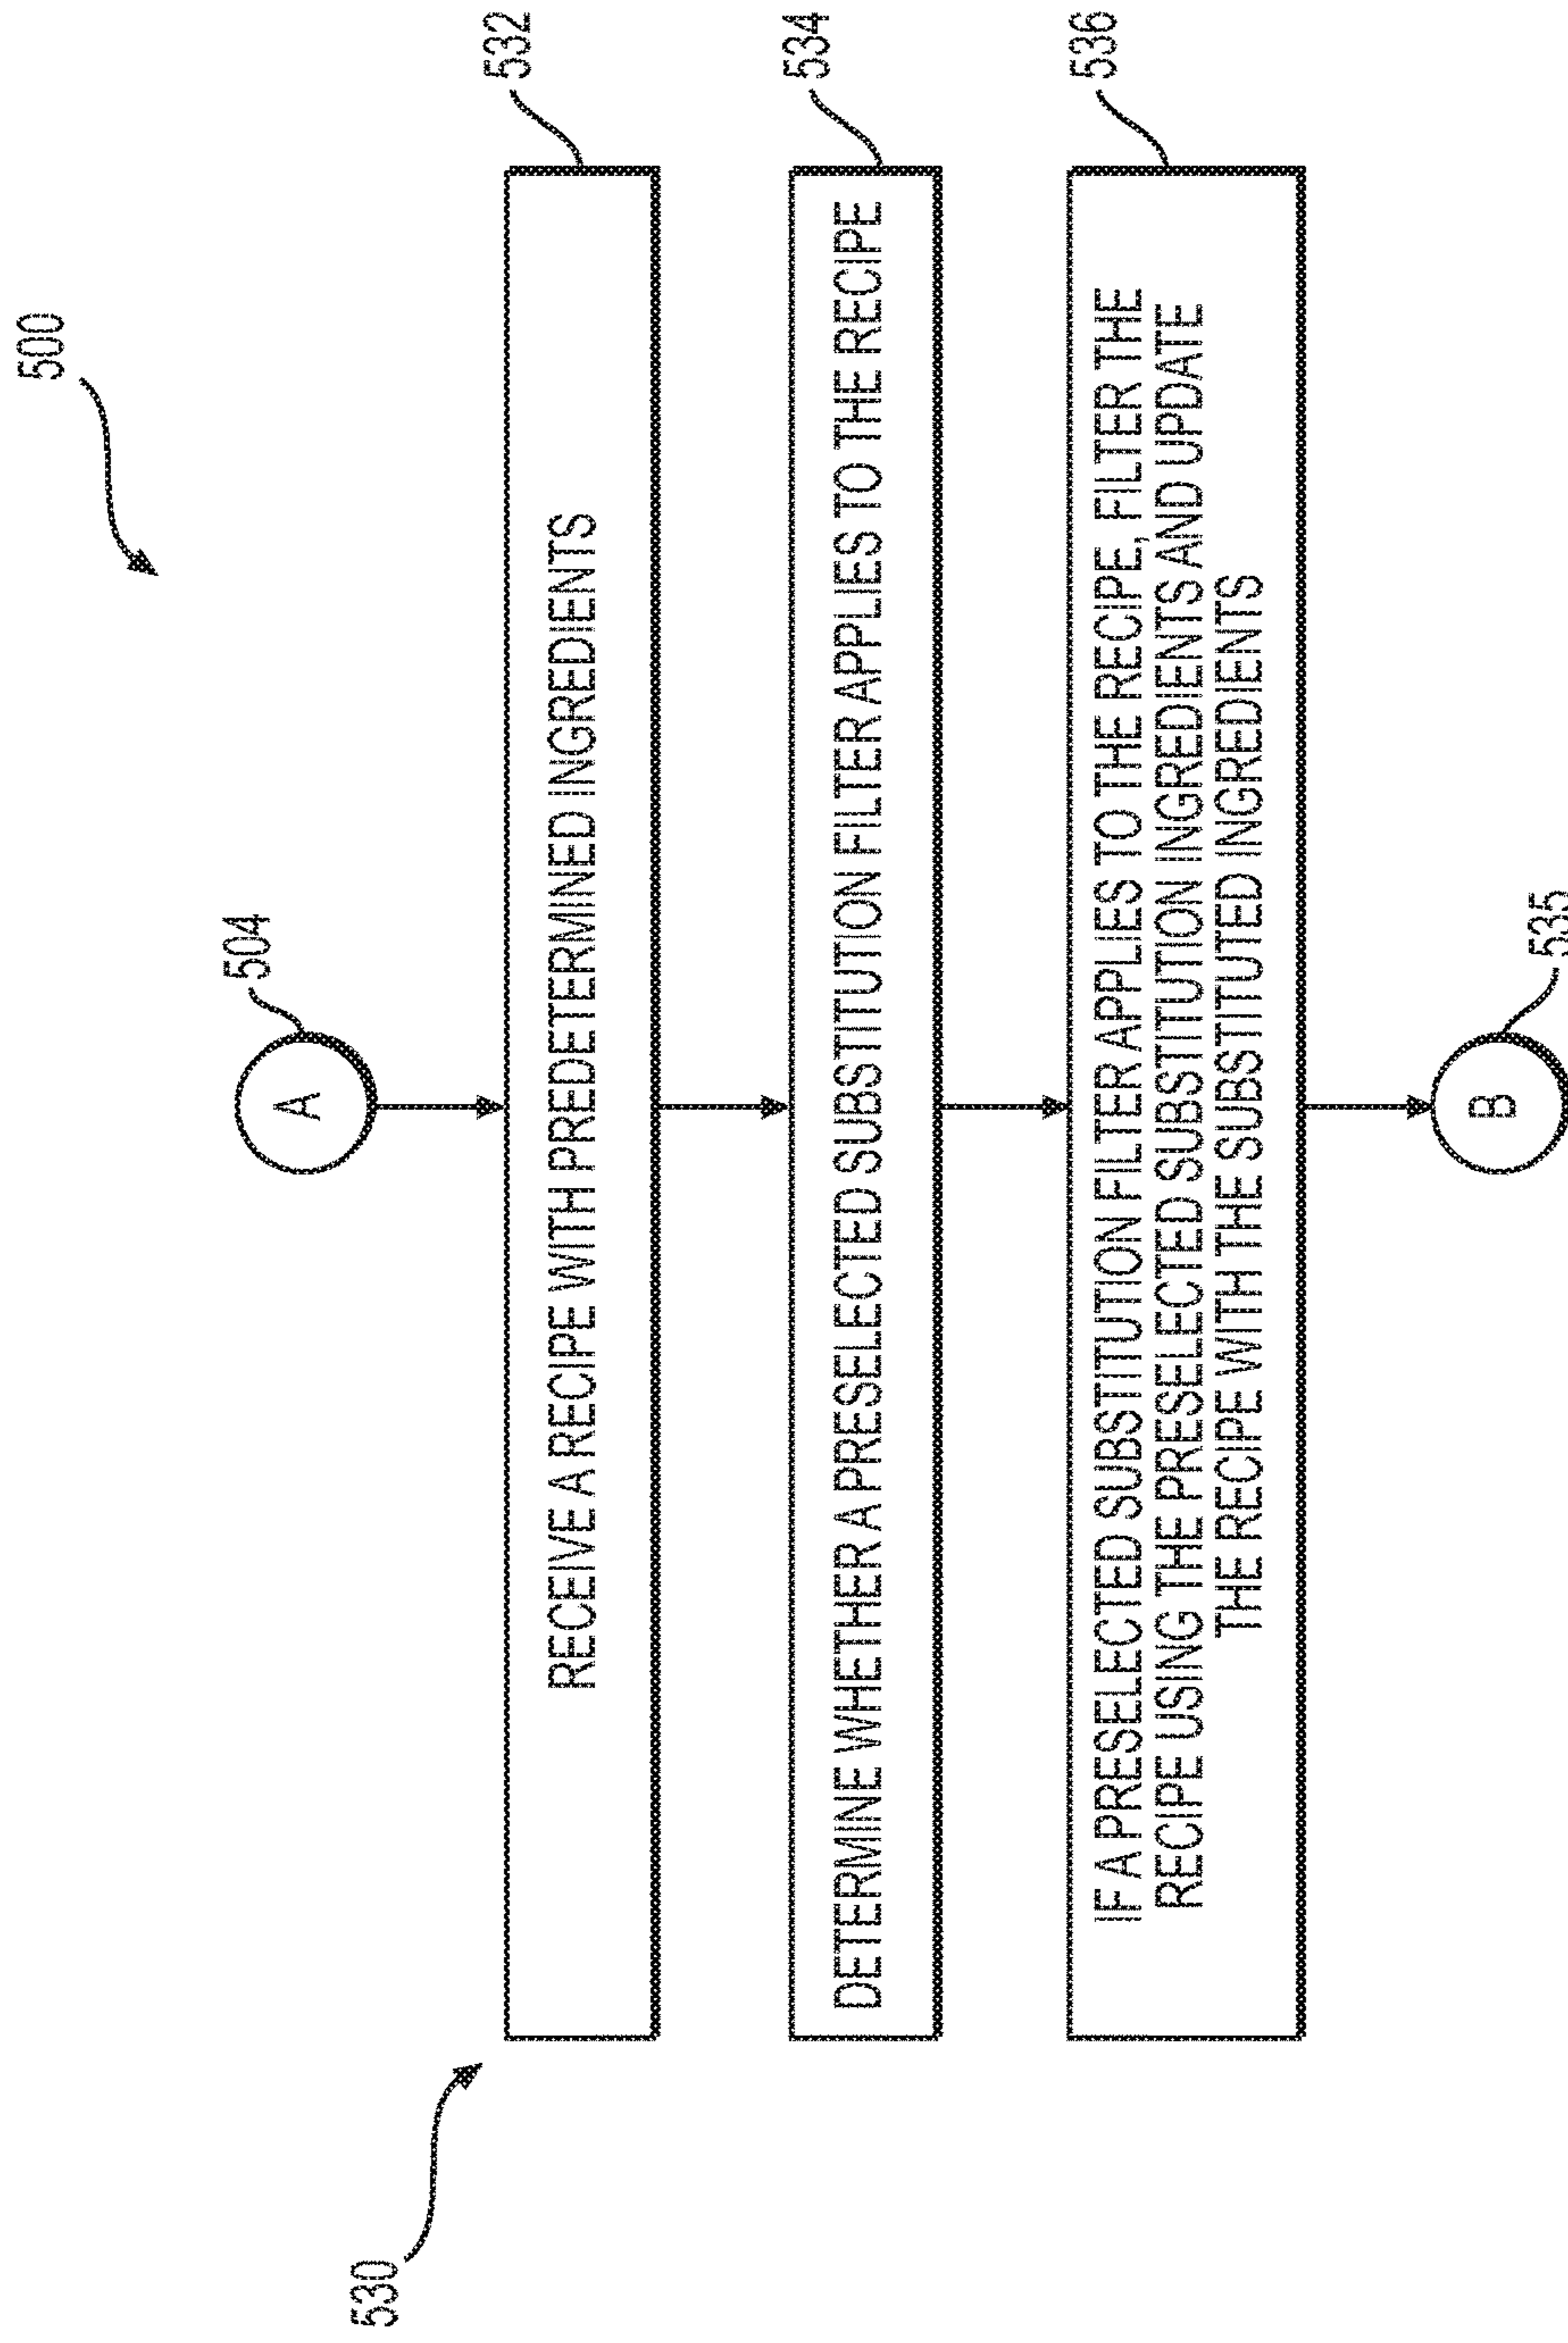 500
504
A
530
532
RECEIVE A RECIPE WITH PREDETERMINED INGREDIENTS
534
DETERMINE WHETHER A PRESELECTED SUBSTITUTION FILTER APPLIES TO THE RECIPE
536
IF A PRESELECTED SUBSTITUTION FILTER APPLIES TO THE RECIPE, FILTER THE
RECIPE USING THE PRESELECTED SUBSTITUTION INGREDIENTS AND UPDATE
THE RECIPE WITH THE SUBSTITUTED INGREDIENTS
535
B